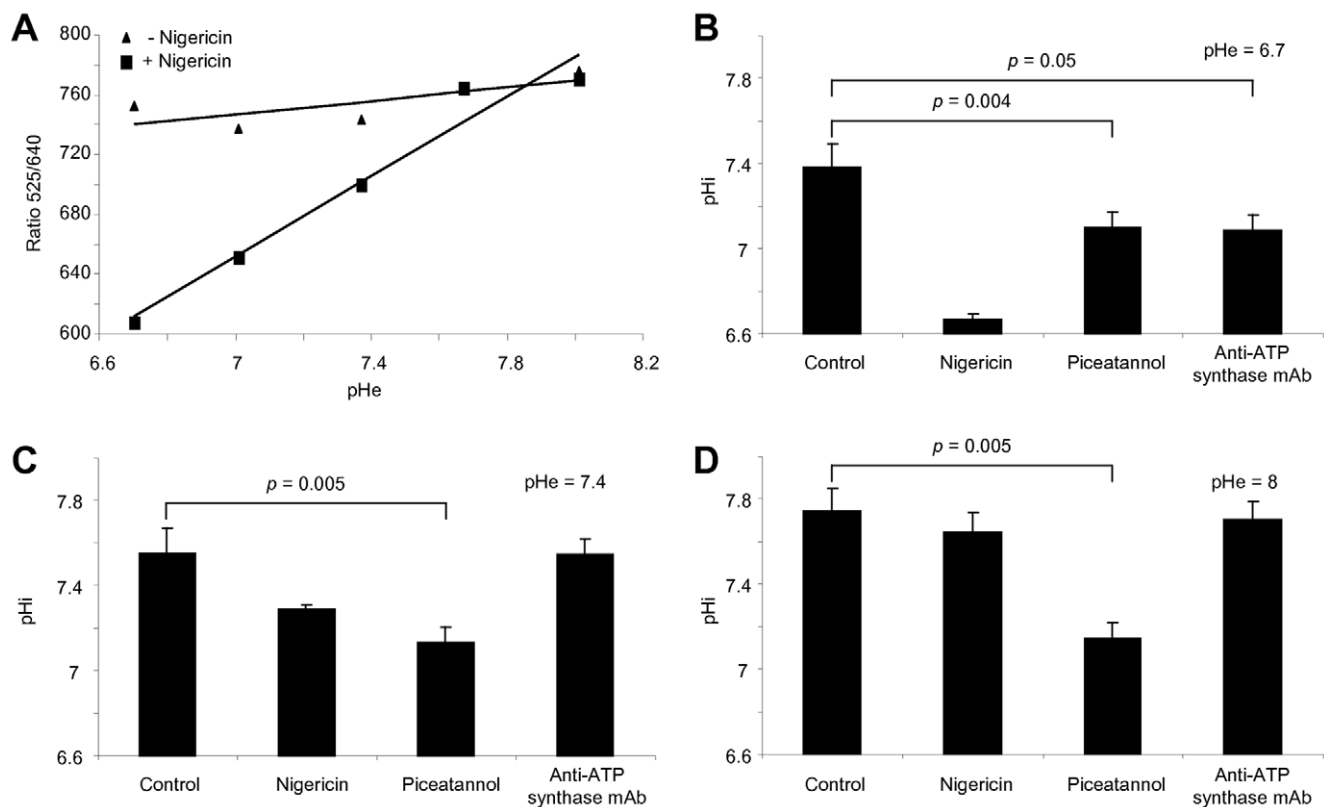 A
- Nigericin
+ Nigericin
800
760
720
680
640
600
Ratio 525/640
6.6
7
7.4
7.8
8.2
pHe
B
pHe = 6.7
p = 0.05
p = 0.004
7.8
7.4
7
6.6
pHi
Control
Nigericin
Piceatannol
Anti-ATP
synthase mAb
C
p = 0.005
pHe = 7.4
7.8
7.4
7
6.6
pHi
Control
Nigericin
Piceatannol
Anti-ATP
synthase mAb
D
p = 0.005
pHe = 8
7.8
7.4
7
6.6
pHi
Control
Nigericin
Piceatannol
Anti-ATP
synthase mAb